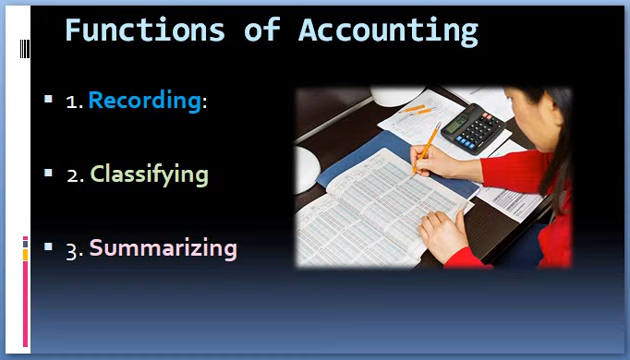 Functions of Accounting
1. Recording:
2. Classifying
3. Summarizing